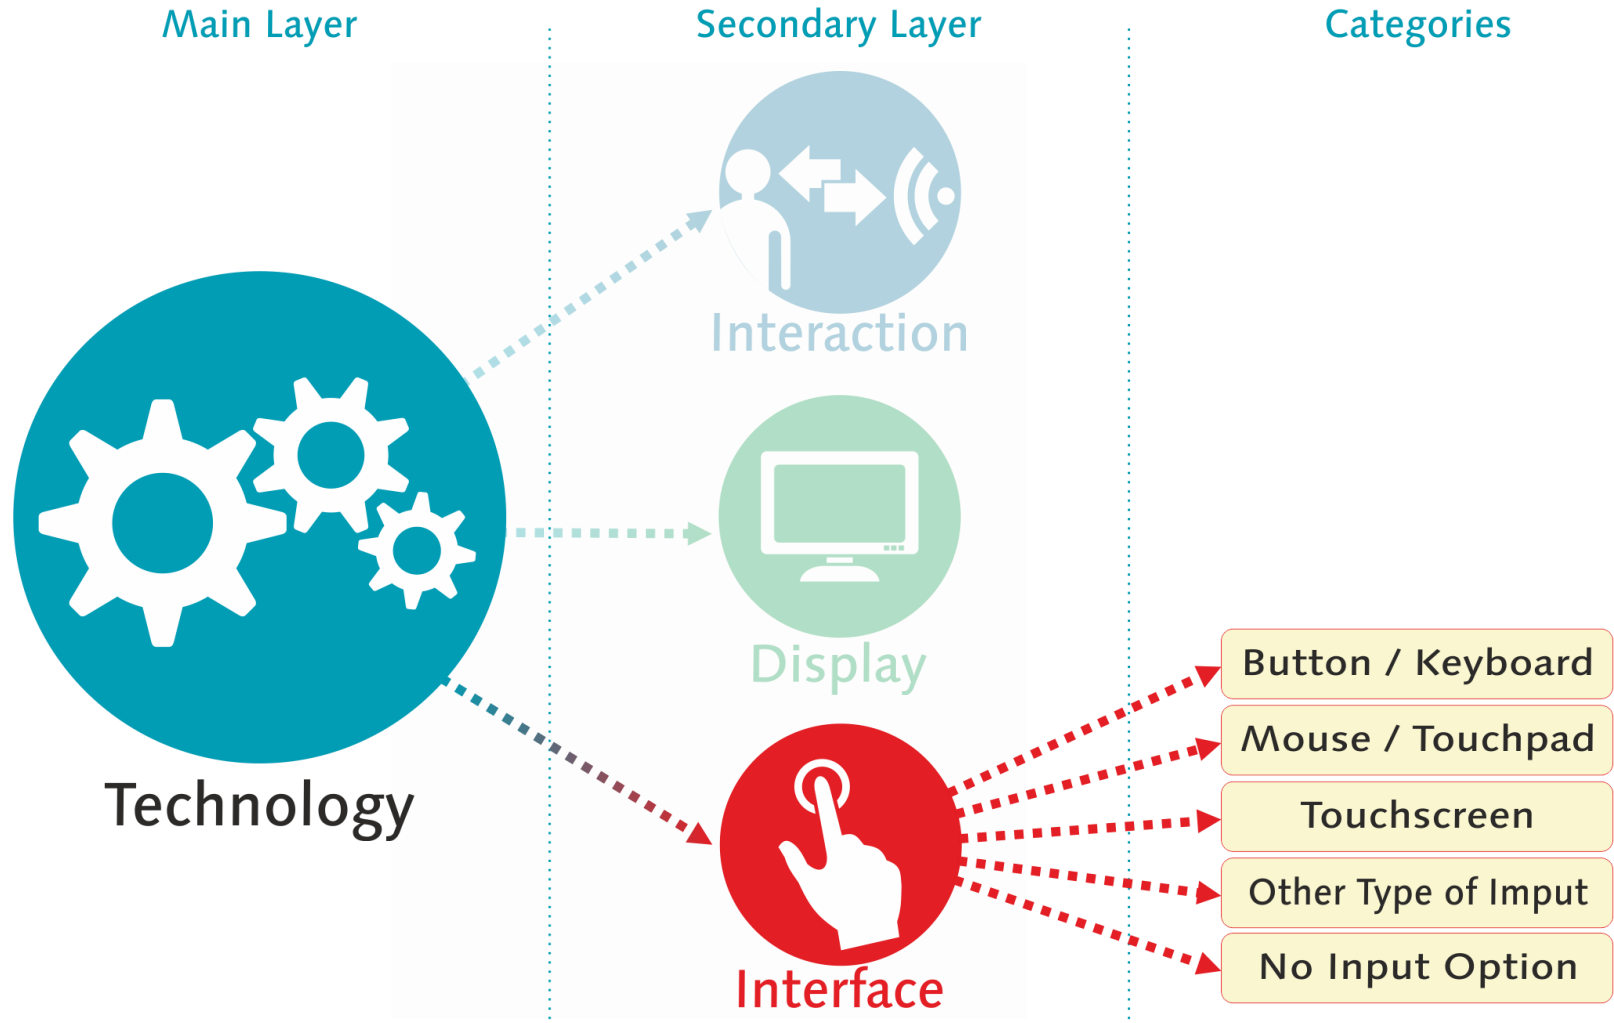 Main Layer
Secondary Layer
Categories
Interaction
Display
Technology
Interface
Button / Keyboard
Mouse / Touchpad
Touchscreen
Other Type of Imput
No Input Option